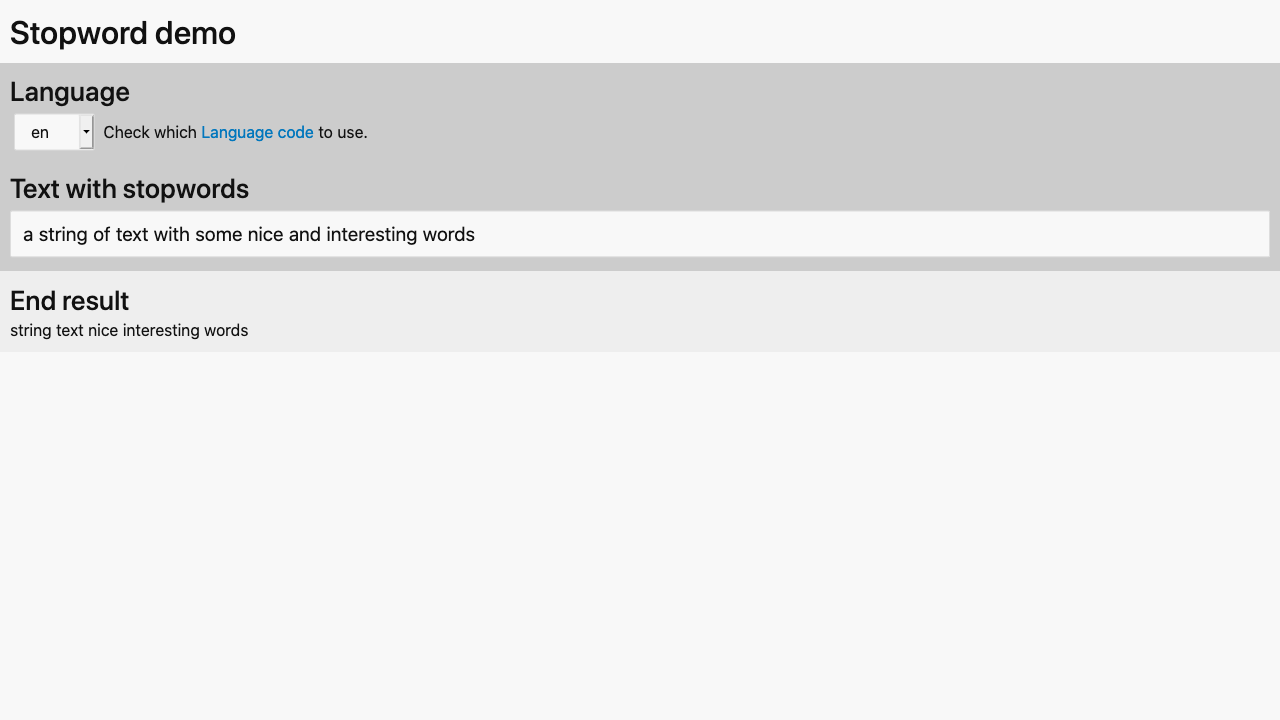 Stopword demo
Language
en Check which Language code to use.
Text with stopwords
a string of text with some nice and interesting words
End result
string text nice interesting words